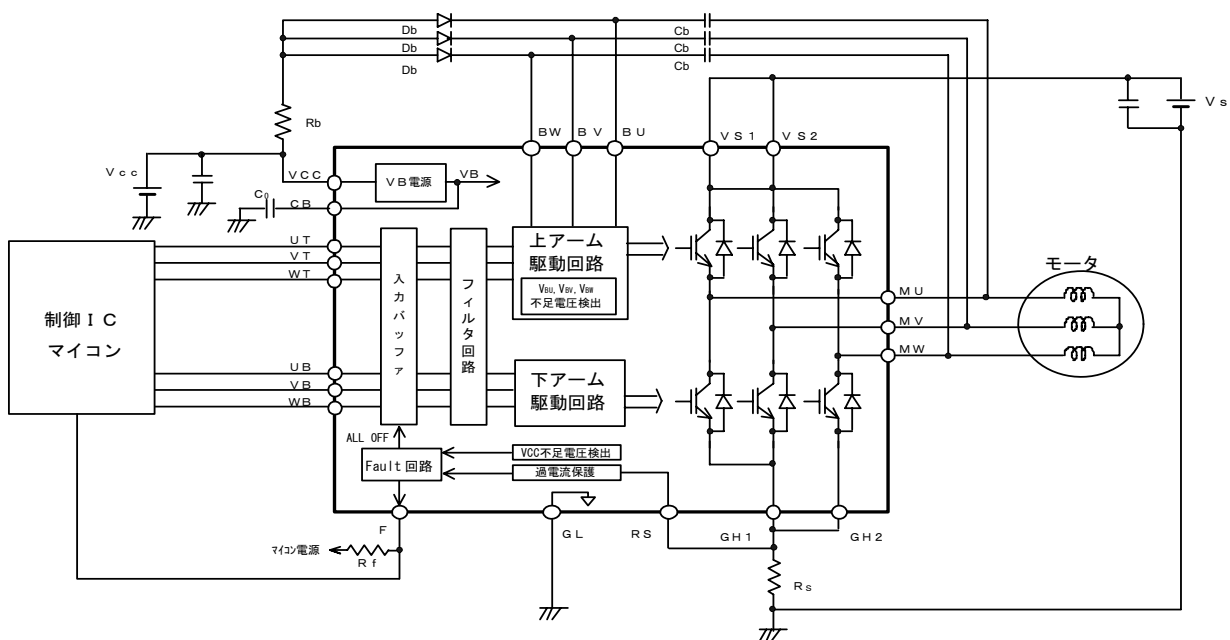 Db
Cb
Db
Cb
Db
Cb
Rb
BW
BV
BU
VS1
VS2
Vs
Vcc
VCC
VB電源
VB
C0
CB
UT
VT
WT
上アーム
駆動回路
VBU, VBV, VBW
不足電圧検出
モータ
MU
MV
MW
制御IC
マイコン
入力バッファ
フィルタ回路
UB
VB
WB
下アーム
駆動回路
ALL OFF
VCC不足電圧検出
Fault 回路
過電流保護
F
GL
RS
GH1
GH2
マイコン電源
Rf
Rs